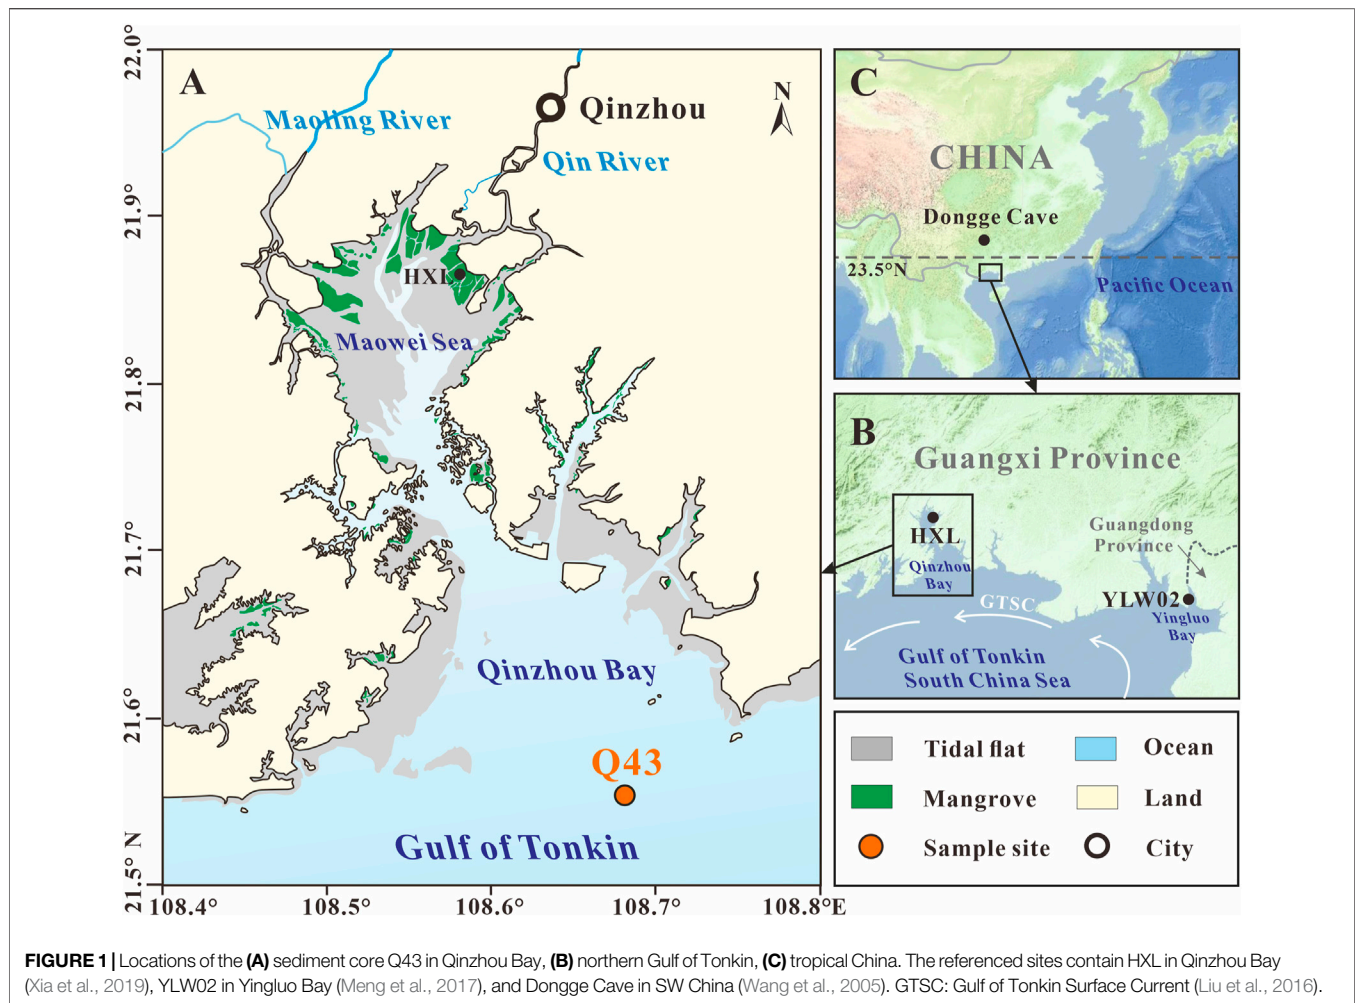 22.0°
21.9°
21.8°
21.7°
21.6°
21.5° N
108.4°
108.5°
108.6°
108.7°
108.8°E
A
N
Maoling River
Qinzhou
Qin River
HXL
Maowei Sea
Qinzhou Bay
Q43
Gulf of Tonkin
C
CHINA
Dongge Cave
23.5°N
Pacific Ocean
B
Guangxi Province
HXL
Qinzhou
Bay
Guangdong
Province
YLW02
Yingluo
Bay
GTSC
Gulf of Tonkin
South China Sea
Tidal flat
Ocean
Mangrove
Land
Sample site
City
FIGURE 1 | Locations of the (A) sediment core Q43 in Qinzhou Bay, (B) northern Gulf of Tonkin, (C) tropical China. The referenced sites contain HXL in Qinzhou Bay
(Xia et al., 2019), YLW02 in Yingluo Bay (Meng et al., 2017), and Dongge Cave in SW China (Wang et al., 2005). GTSC: Gulf of Tonkin Surface Current (Liu et al., 2016).